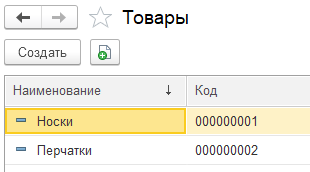 Товары
Создать
Наименование Код
Носки 000000001
Перчатки 000000002